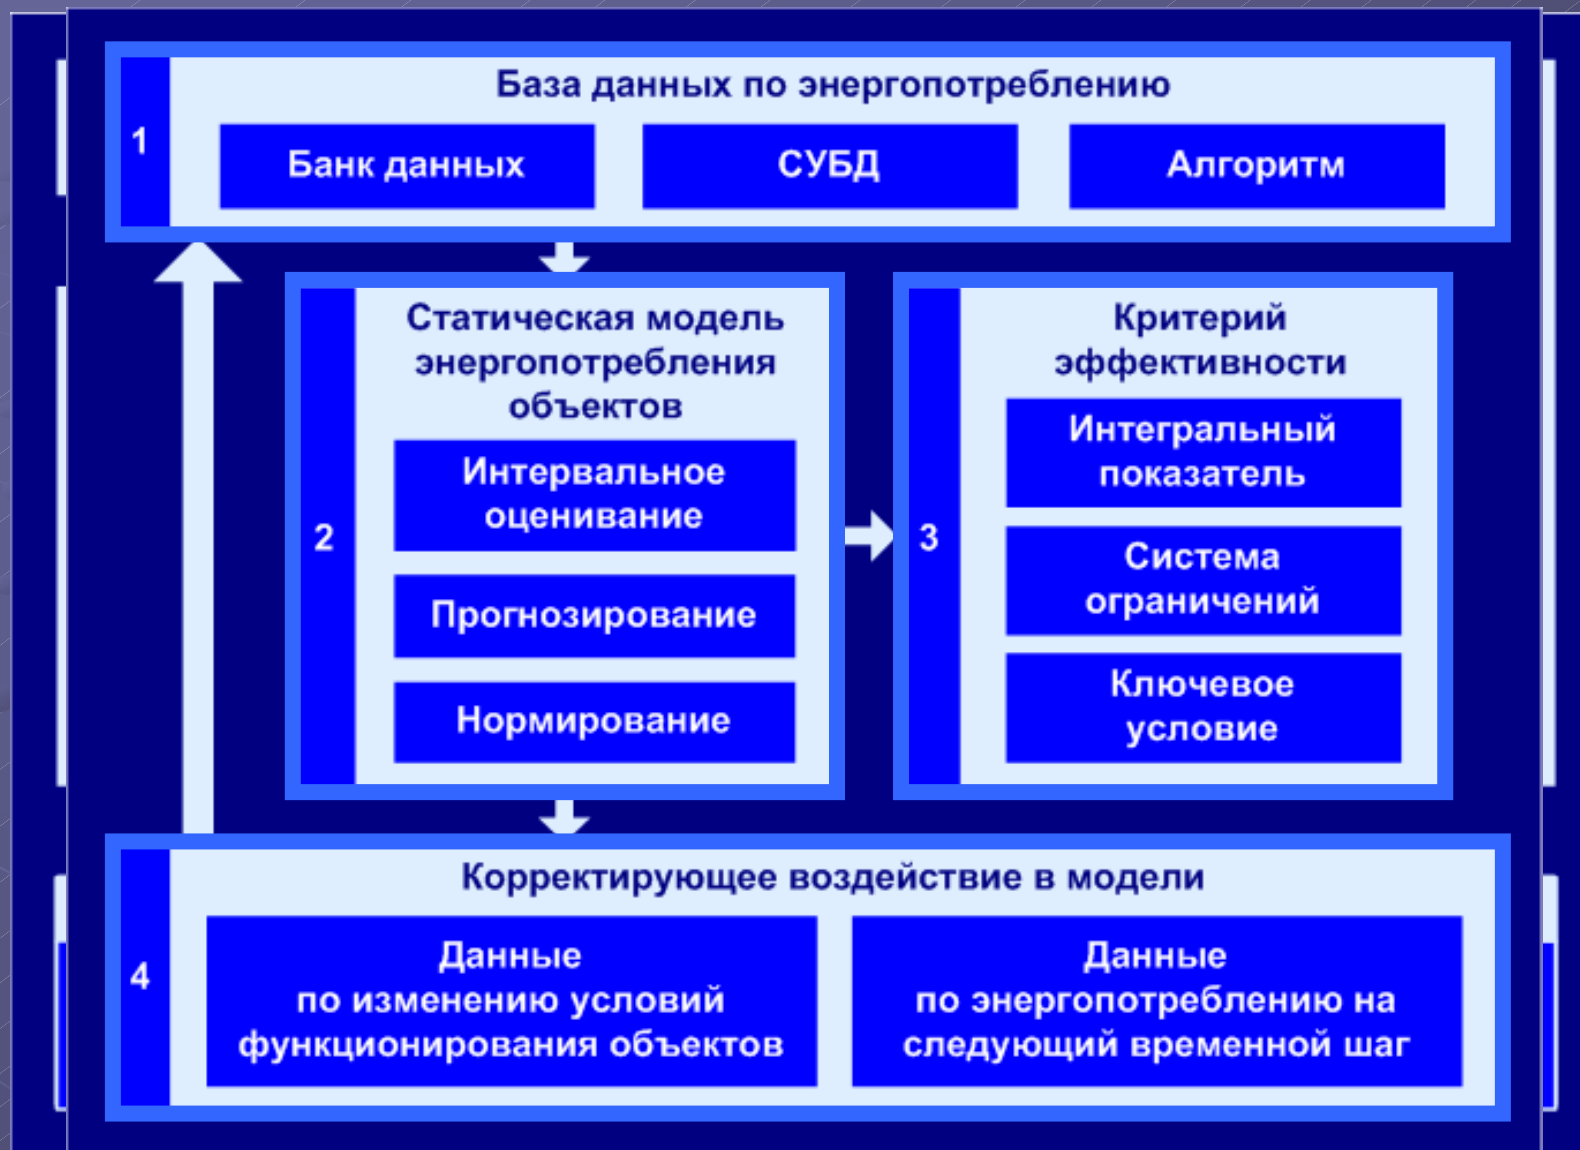 База данных по энергопотреблению
1
Банк данных
СУБД
Алгоритм
Статическая модель
энергопотребления
объектов
2
Интервальное
оценивание
Прогнозирование
Нормирование
Критерий
эффективности
3
Интегральный
показатель
Система
ограничений
Ключевое
условие
Корректирующее воздействие в модели
4
Данные
по изменению условий
функционирования объектов
Данные
по энергопотреблению на
следующий временной шаг